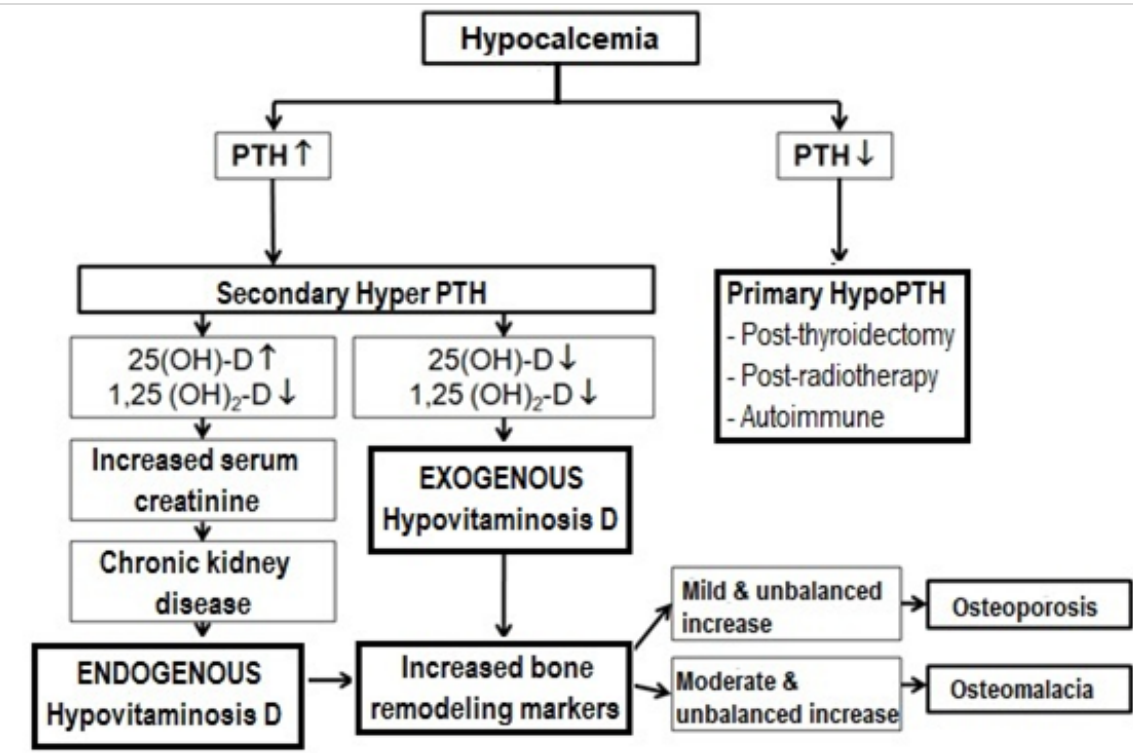 Hypocalcemia
PTH↑
PTH↓
Secondary Hyper PTH
Primary HypoPTH
- Post-thyroidectomy
- Post-radiotherapy
- Autoimmune
25(OH)-D↑
1,25 (OH)₂-D↓
25(OH)-D↓
1,25 (OH)₂-D↓
Increased serum
creatinine
EXOGENOUS
Hypovitaminosis D
Chronic kidney
disease
ENDOGENOUS
Hypovitaminosis D
Increased bone
remodeling markers
Mild & unbalanced
increase
Osteoporosis
Moderate &
unbalanced increase
Osteomalacia